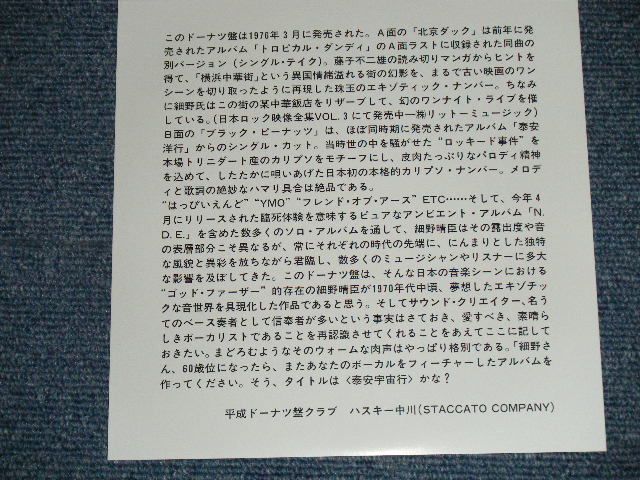 このドーナツ盤は1976年3月に発売された。A面の「北京ダック」は前年に発
売されたアルバム「トロピカル・ダンディ」のA面ラストに収録された同曲の
別バージョン（シングル・テイク）。藤子不二雄の読み切りマンガからヒントを
得て、「横浜中華街」という異国情緒溢れる街の幻影を、まるで古い映画のワン
シーンを切り取ったように再現した珠玉のエキゾティック・ナンバー。ちなみ
に細野氏はこの街の某中華飯店をリザーブして、幻のワンナイト・ライブを催
している。(日本ロック映像全集VOL.3にて発売中―㈱リットーミュージック)
B面の「ブラック・ピーナッツ」は、ほぼ同時期に発売されたアルバム「泰安
洋行」からのシングル・カット。当時世の中を騒がせた“ロッキード事件”を
本場トリニダート産のカリプソをモチーフにし、皮肉たっぷりなパロディ精神
を込めて、したたかに唄いあげた日本初の本格的カリプソ・ナンバー。メロデ
ィと歌詞の絶妙なハマリ具合は絶品である。
“はっぴいえんど”“YMO”“フレンド・オブ・アース”ETC……そして、今年4
月にリリースされた臨死体験を意味するピュアなアンビエント・アルバム「N.
D.E.」を含めた数多くのソロ・アルバムを通して、細野晴臣はその露出度や音
の表層部分こそ異なるが、常にそれぞれの時代の先端に、にんまりとした独特
な風貌と異彩を放ちながら君臨し、数多くのミュージシャンやリスナーに多大
な影響を及ぼしてきた。このドーナツ盤は、そんな日本の音楽シーンにおける
“ゴッド・ファーザー”的存在の細野晴臣が1970年代中頃、夢想したエキゾチッ
クな音世界を具現化した作品であると思う。そしてサウンド・クリエイター、名う
てのベース奏者として信奉者が多いという事実はさておき、愛すべき、素晴ら
しきボーカリストであることを再認識させてくれることをあえてここに記して
おきたい。まどろむようなそのウォームな肉声はやっぱり格別である。「細野さ
ん、60歳位になったら、またあなたのボーカルをフィーチャーしたアルバムを
作ってください。そう、タイトルは〈泰安宇宙行〉かな？
平成ドーナツ盤クラブ　ハスキー中川(STACCATO COMPANY)